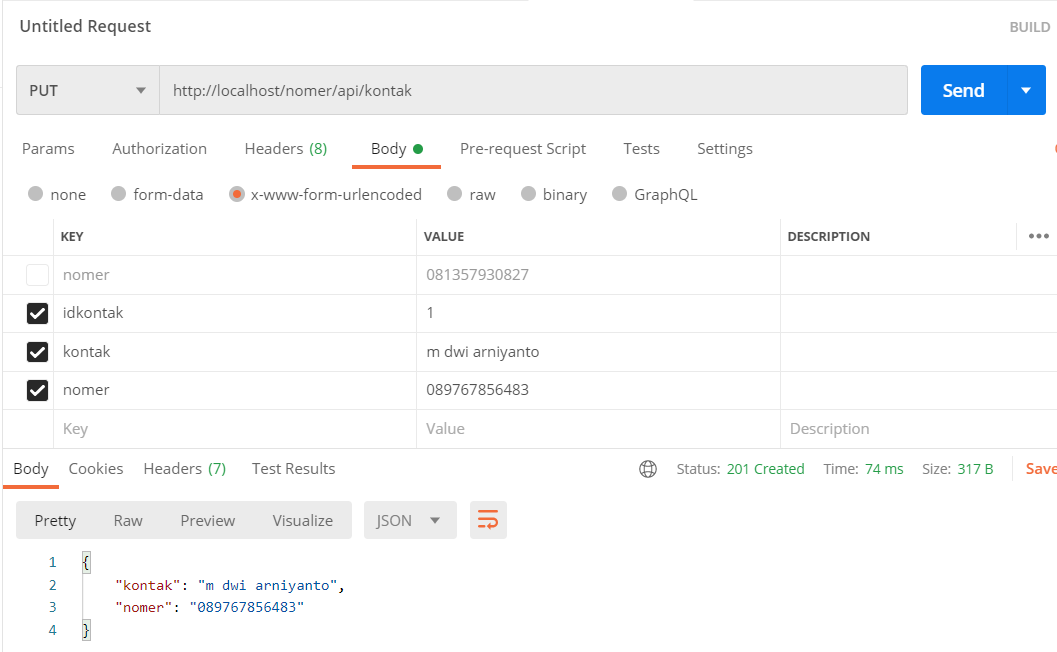 Untitled Request BUILD
PUT http://localhost/nomer/api/kontak Send
Params Authorization Headers (8) Body Pre-request Script Tests Settings
none form-data x-www-form-urlencoded raw binary GraphQL
KEY VALUE DESCRIPTION
nomer 081357930827
idkontak 1
kontak m dwi arniyanto
nomer 089767856483
Key Value Description
Body Cookies Headers (7) Test Results Status: 201 Created Time: 74 ms Size: 317 B Save
Pretty Raw Preview Visualize JSON
1 {
2 "kontak": "m dwi arniyanto",
3 "nomer": "089767856483"
4 }